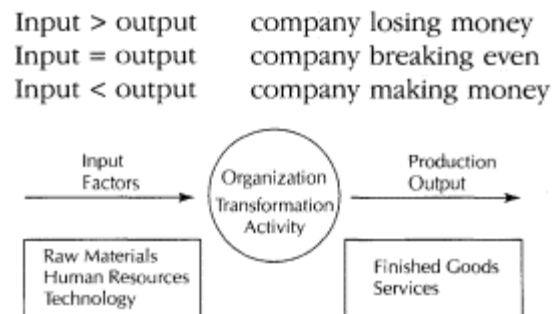 Input > output company losing money
Input = output company breaking even
Input < output company making money
Input
Factors
Organization
Transformation
Activity
Production
Output
Raw Materials
Human Resources
Technology
Finished Goods
Services